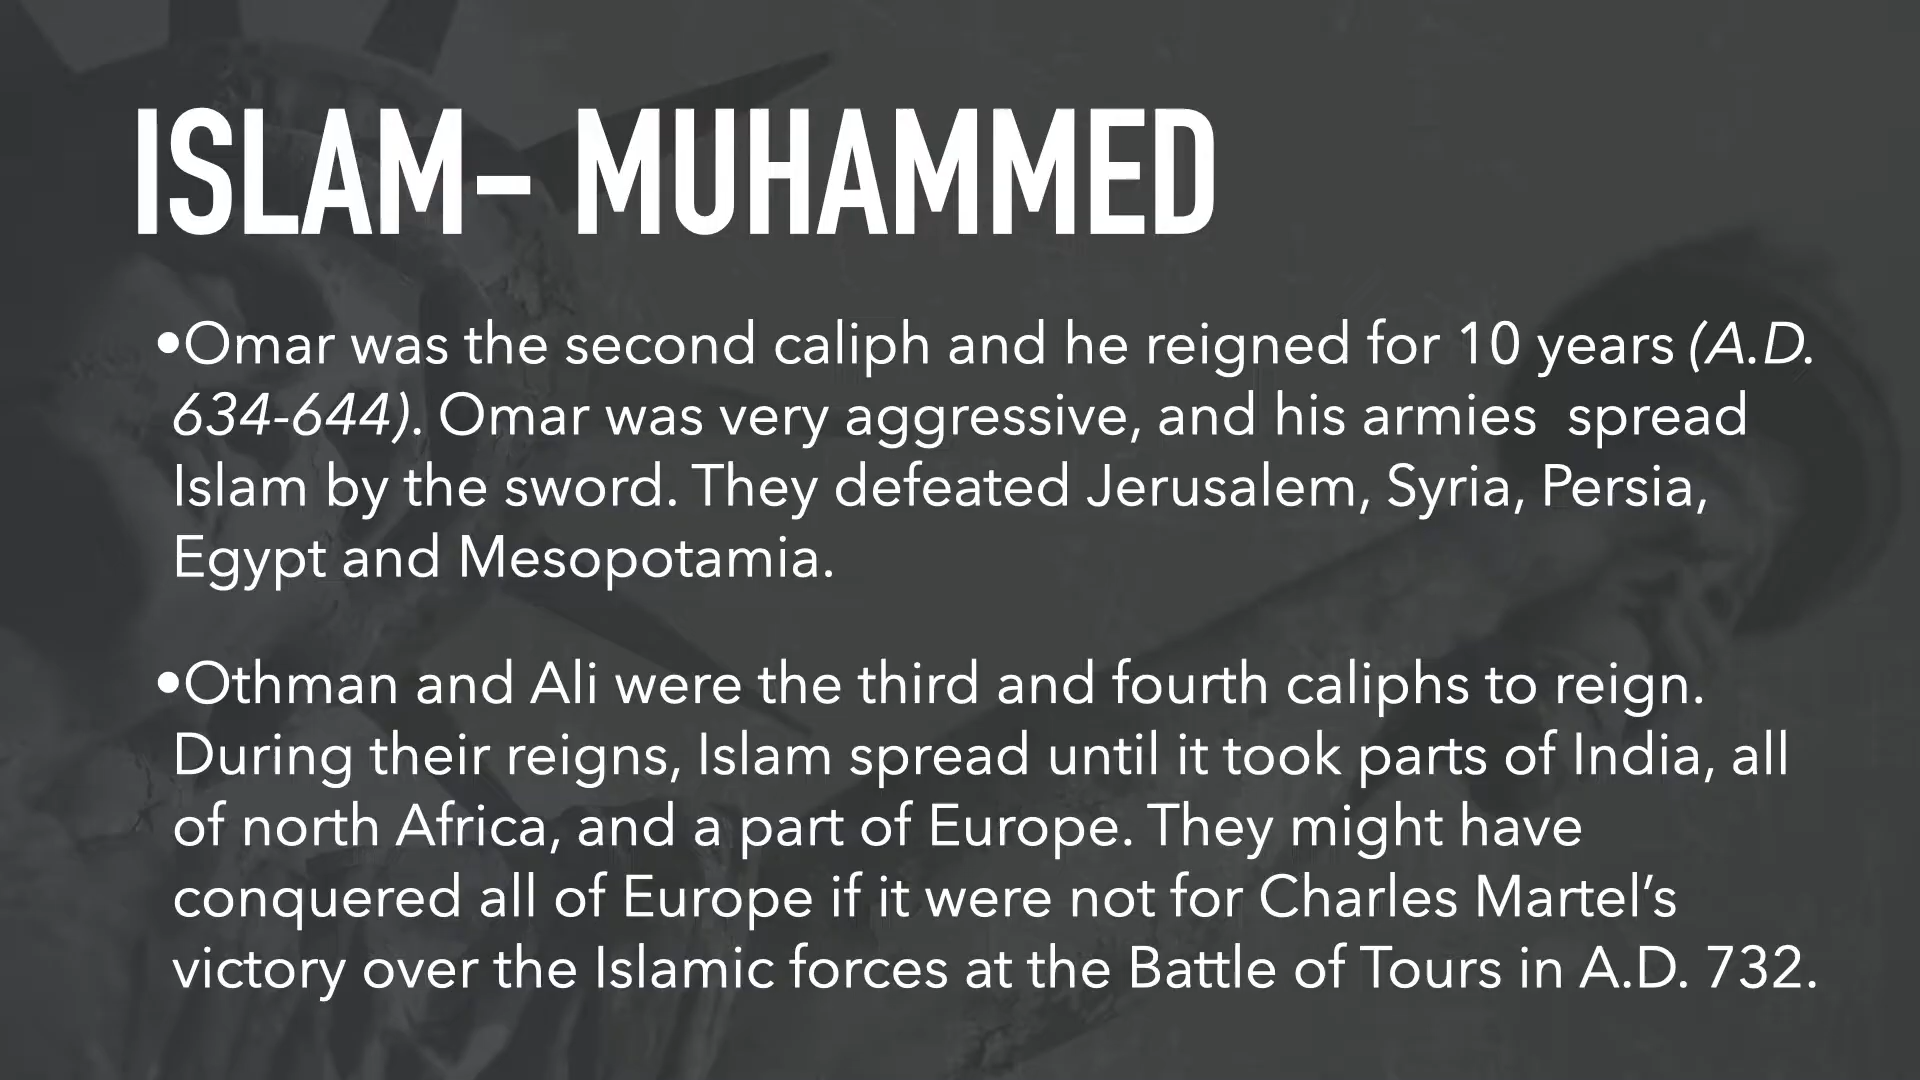 ISLAM- MUHAMMED
•Omar was the second caliph and he reigned for 10 years (A.D.
634-644). Omar was very aggressive, and his armies  spread
Islam by the sword. They defeated Jerusalem, Syria, Persia,
Egypt and Mesopotamia.
•Othman and Ali were the third and fourth caliphs to reign.
During their reigns, Islam spread until it took parts of India, all
of north Africa, and a part of Europe. They might have
conquered all of Europe if it were not for Charles Martel’s
victory over the Islamic forces at the Battle of Tours in A.D. 732.